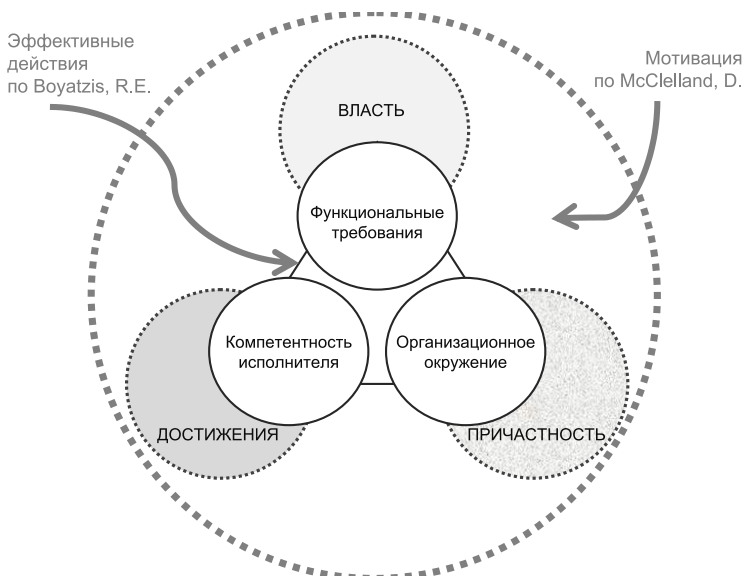 Эффективные
действия
по Boyatzis, R.E.
Мотивация
по McClelland, D.
ВЛАСТЬ
Функциональные
требования
Компетентность
исполнителя
Организационное
окружение
ДОСТИЖЕНИЯ
ПРИЧАСТНОСТЬ